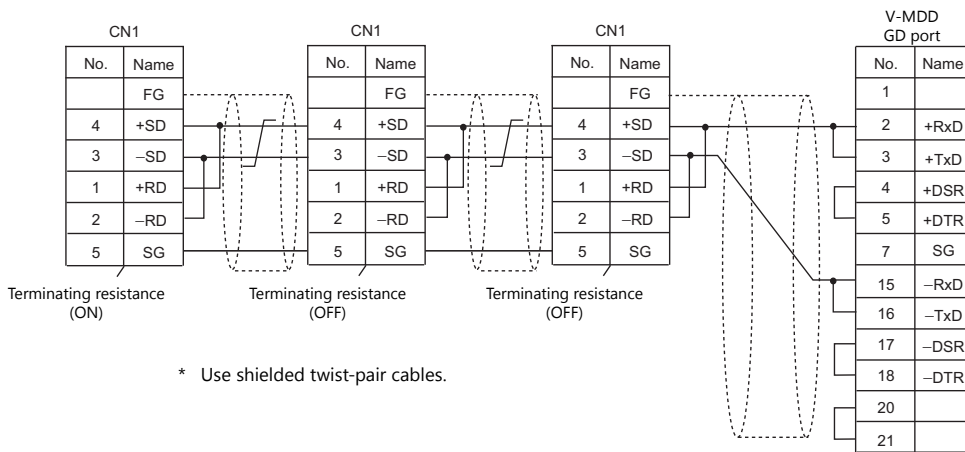 CN1
No. Name
FG
4 +SD
3 –SD
1 +RD
2 –RD
5 SG
Terminating resistance
(ON)
CN1
No. Name
FG
4 +SD
3 –SD
1 +RD
2 –RD
5 SG
Terminating resistance
(OFF)
CN1
No. Name
FG
4 +SD
3 –SD
1 +RD
2 –RD
5 SG
Terminating resistance
(OFF)
V-MDD
GD port
No. Name
1
2 +RxD
3 +TxD
4 +DSR
5 +DTR
7 SG
15 –RxD
16 –TxD
17 –DSR
18 –DTR
20
21
* Use shielded twist-pair cables.